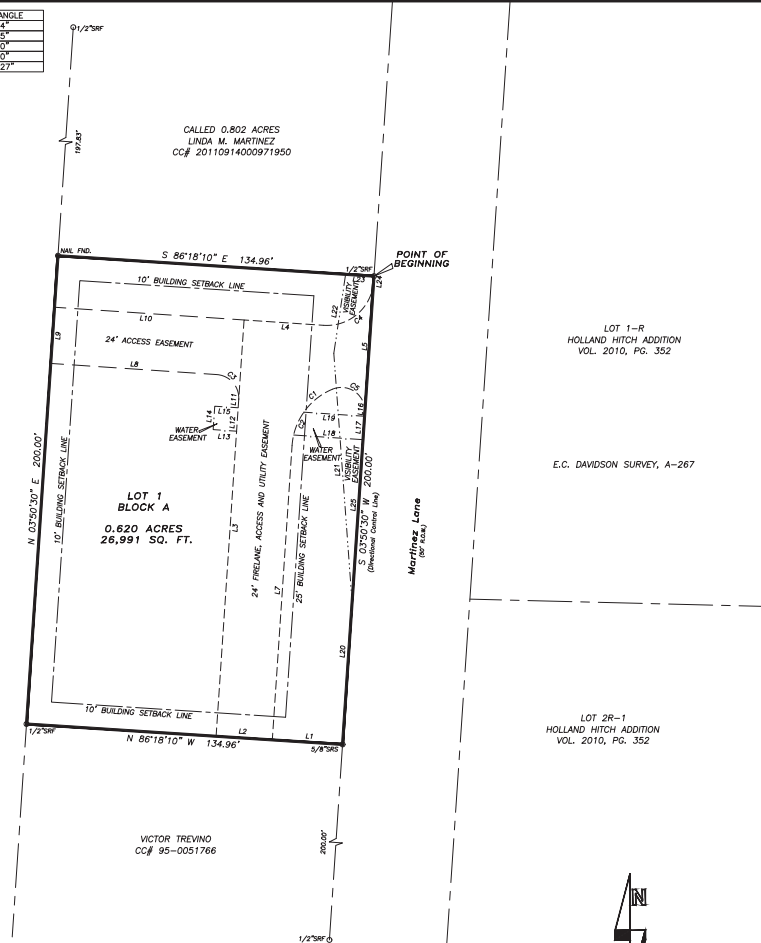 ANGLE
4"
5"
0"
0"
27"
1/2"SRF
197.83'
CALLED 0.802 ACRES
LINDA M. MARTINEZ
CC# 20110914000971950
NAIL FND.
S 86°18'10" E 134.96'
1/2"SRF
POINT OF
BEGINNING
10' BUILDING SETBACK LINE
L23
L24
VISIBILITY
EASEMENT
L22
L10
L4
C4
L9
24' ACCESS EASEMENT
L5
L8
C3
C1
L11
L15
L14
L12
L13
WATER
EASEMENT
C2
L19
L18
L16
L17
WATER
EASEMENT
VISIBILITY
EASEMENT
L21
L25
LOT 1-R
HOLLAND HITCH ADDITION
VOL. 2010, PG. 352
E.C. DAVIDSON SURVEY, A-267
N 03°50'30" E 200.00'
10' BUILDING SETBACK LINE
LOT 1
BLOCK A
0.620 ACRES
26,991 SQ. FT.
L3
24' FIRELANE, ACCESS AND UTILITY EASEMENT
L7
25' BUILDING SETBACK LINE
S 03°50'30" W 200.00'
(Directional Control Line)
Martinez Lane
(50' R.O.W.)
L20
10' BUILDING SETBACK LINE
1/2"SRF
N 86°18'10" W 134.96'
L2
L1
5/8"SRS
LOT 2R-1
HOLLAND HITCH ADDITION
VOL. 2010, PG. 352
VICTOR TREVINO
CC# 95-0051766
200.00'
1/2"SRF
N